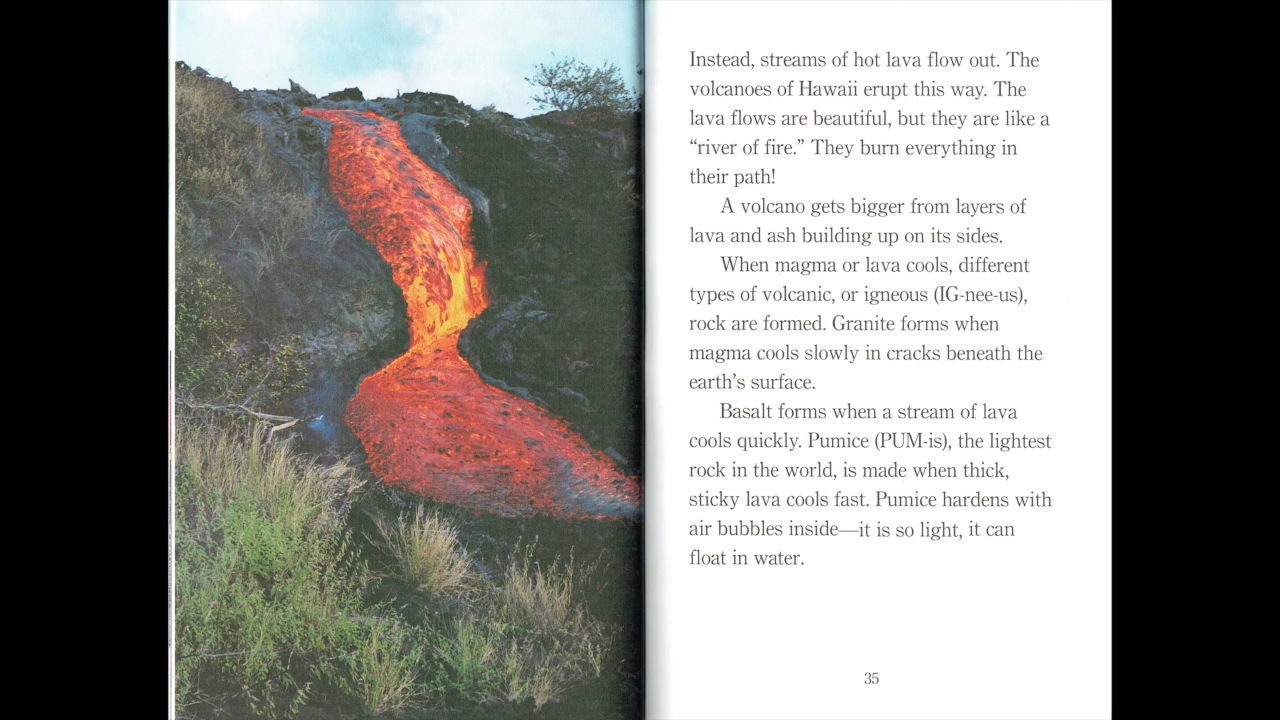 Instead, streams of hot lava flow out. The
volcanoes of Hawaii erupt this way. The
lava flows are beautiful, but they are like a
“river of fire.” They burn everything in
their path!
A volcano gets bigger from layers of
lava and ash building up on its sides.
When magma or lava cools, different
types of volcanic, or igneous (IG-nee-us),
rock are formed. Granite forms when
magma cools slowly in cracks beneath the
earth’s surface.
Basalt forms when a stream of lava
cools quickly. Pumice (PUM-is), the lightest
rock in the world, is made when thick,
sticky lava cools fast. Pumice hardens with
air bubbles inside—it is so light, it can
float in water.
35